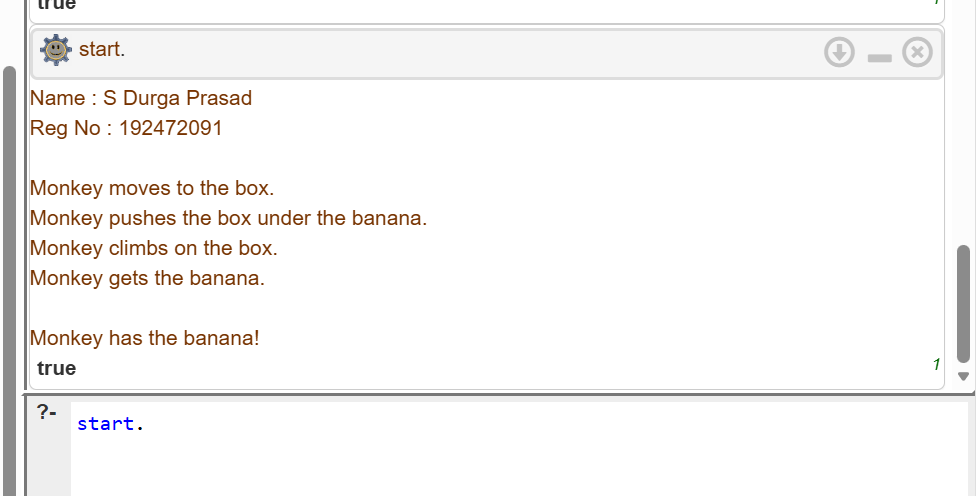 true
1
start.
Name : S Durga Prasad
Reg No : 192472091
Monkey moves to the box.
Monkey pushes the box under the banana.
Monkey climbs on the box.
Monkey gets the banana.
Monkey has the banana!
true
1
?-
start.